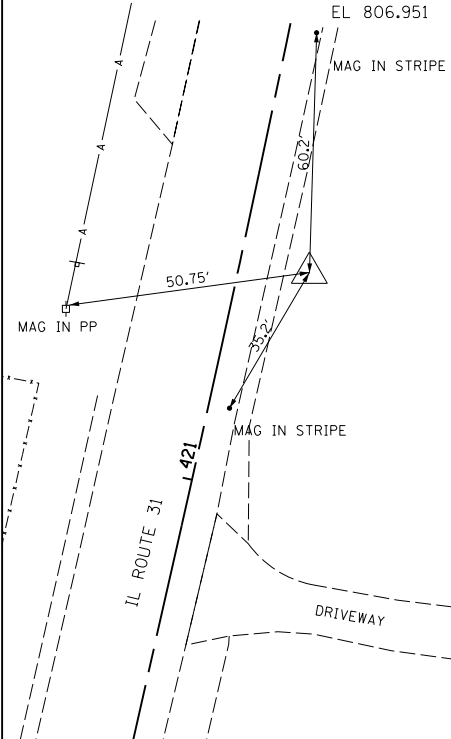 EL 806.951
MAG IN STRIPE
A
A
60.2'
A
50.75'
MAG IN PP
35.2'
MAG IN STRIPE
421
IL ROUTE 31
DRIVEWAY